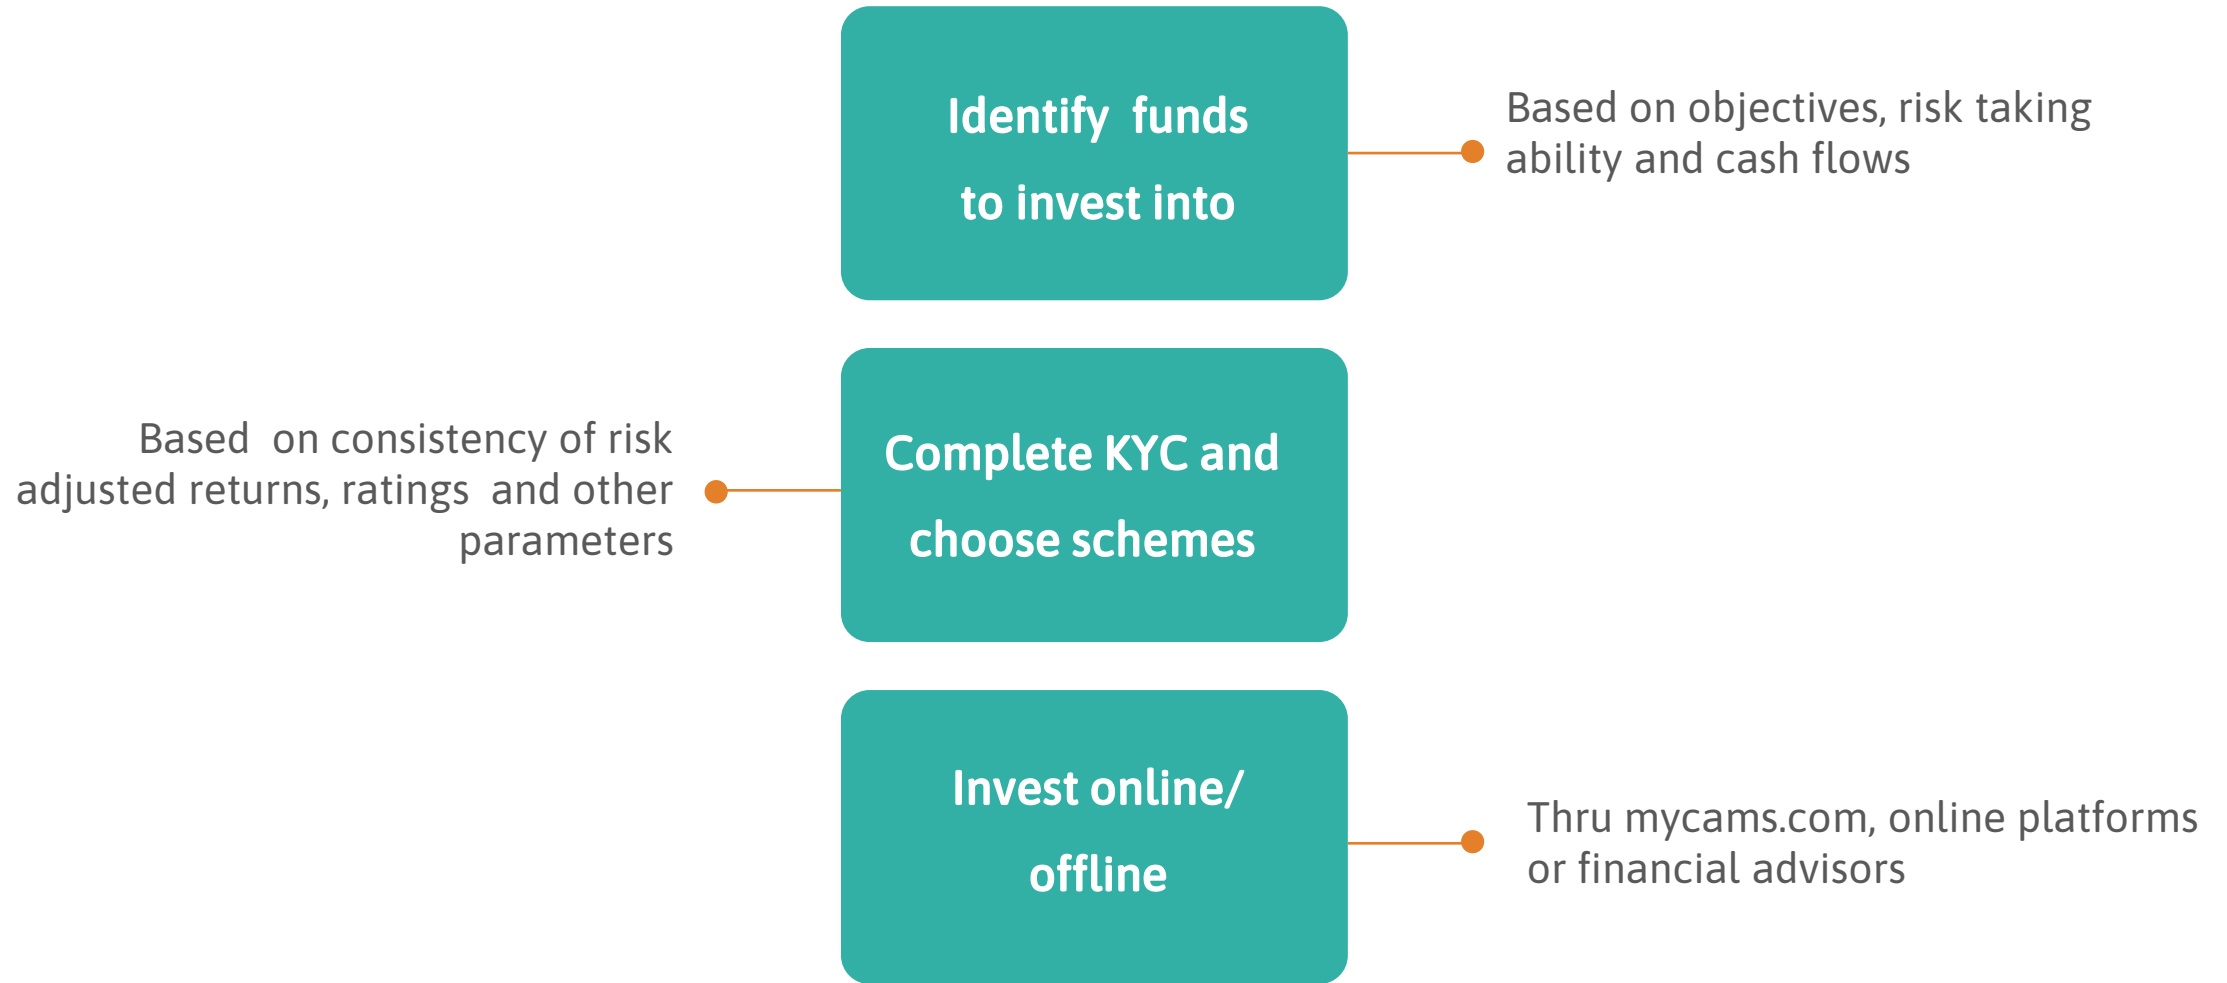 Identify  funds
to invest into
Based on objectives, risk taking
ability and cash flows
Complete KYC and
choose schemes
Based  on consistency of risk
adjusted returns, ratings  and other
parameters
Invest online/
offline
Thru mycams.com, online platforms
or financial advisors